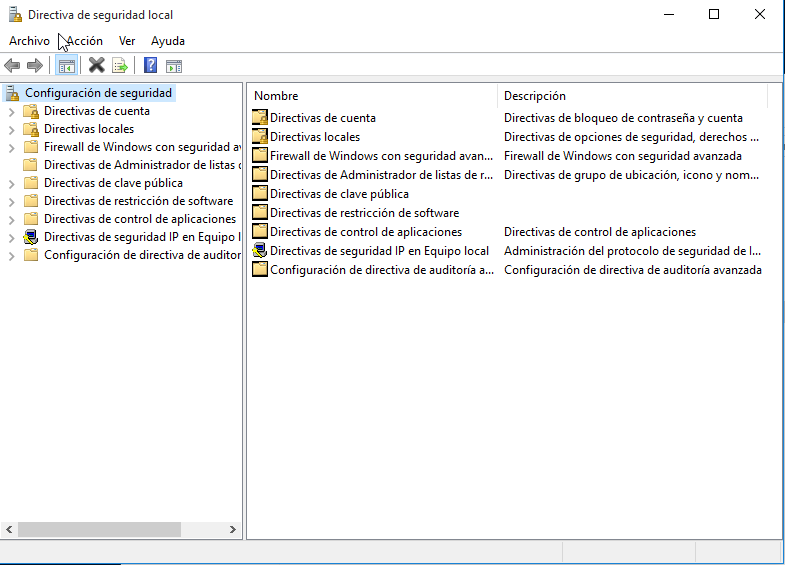 Directiva de seguridad local
Archivo Acción Ver Ayuda
Configuración de seguridad
Directivas de cuenta
Directivas locales
Firewall de Windows con seguridad av
Directivas de Administrador de listas d
Directivas de clave pública
Directivas de restricción de software
Directivas de control de aplicaciones
Directivas de seguridad IP en Equipo l
Configuración de directiva de auditor
Nombre Descripción
Directivas de cuenta Directivas de bloqueo de contraseña y cuenta
Directivas locales Directivas de opciones de seguridad, derechos ...
Firewall de Windows con seguridad avan... Firewall de Windows con seguridad avanzada
Directivas de Administrador de listas de r... Directivas de grupo de ubicación, icono y nom...
Directivas de clave pública
Directivas de restricción de software
Directivas de control de aplicaciones Directivas de control de aplicaciones
Directivas de seguridad IP en Equipo local Administración del protocolo de seguridad de l...
Configuración de directiva de auditoría a... Configuración de directiva de auditoría avanzada